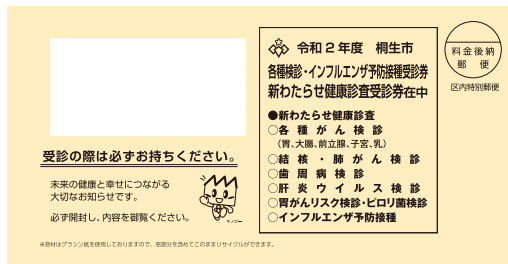 令和2年度 桐生市
各種検診・インフルエンザ予防接種受診券
新わたらせ健康診査受診券在中
●新わたらせ健康診査
○各種がん検診
(胃、大腸、前立腺、子宮、乳)
○結核・肺がん検診
○歯周病検診
○肝炎ウイルス検診
○胃がんリスク検診・ピロリ菌検診
○インフルエンザ予防接種
料金後納
郵便
区内特別郵便
受診の際は必ずお持ちください。
未来の健康と幸せにつながる
大切なお知らせです。
必ず開封し、内容を御覧ください。
キノピー
※窓材はグラシン紙を使用しておりますので、窓部分を含めてこのままリサイクルができます。